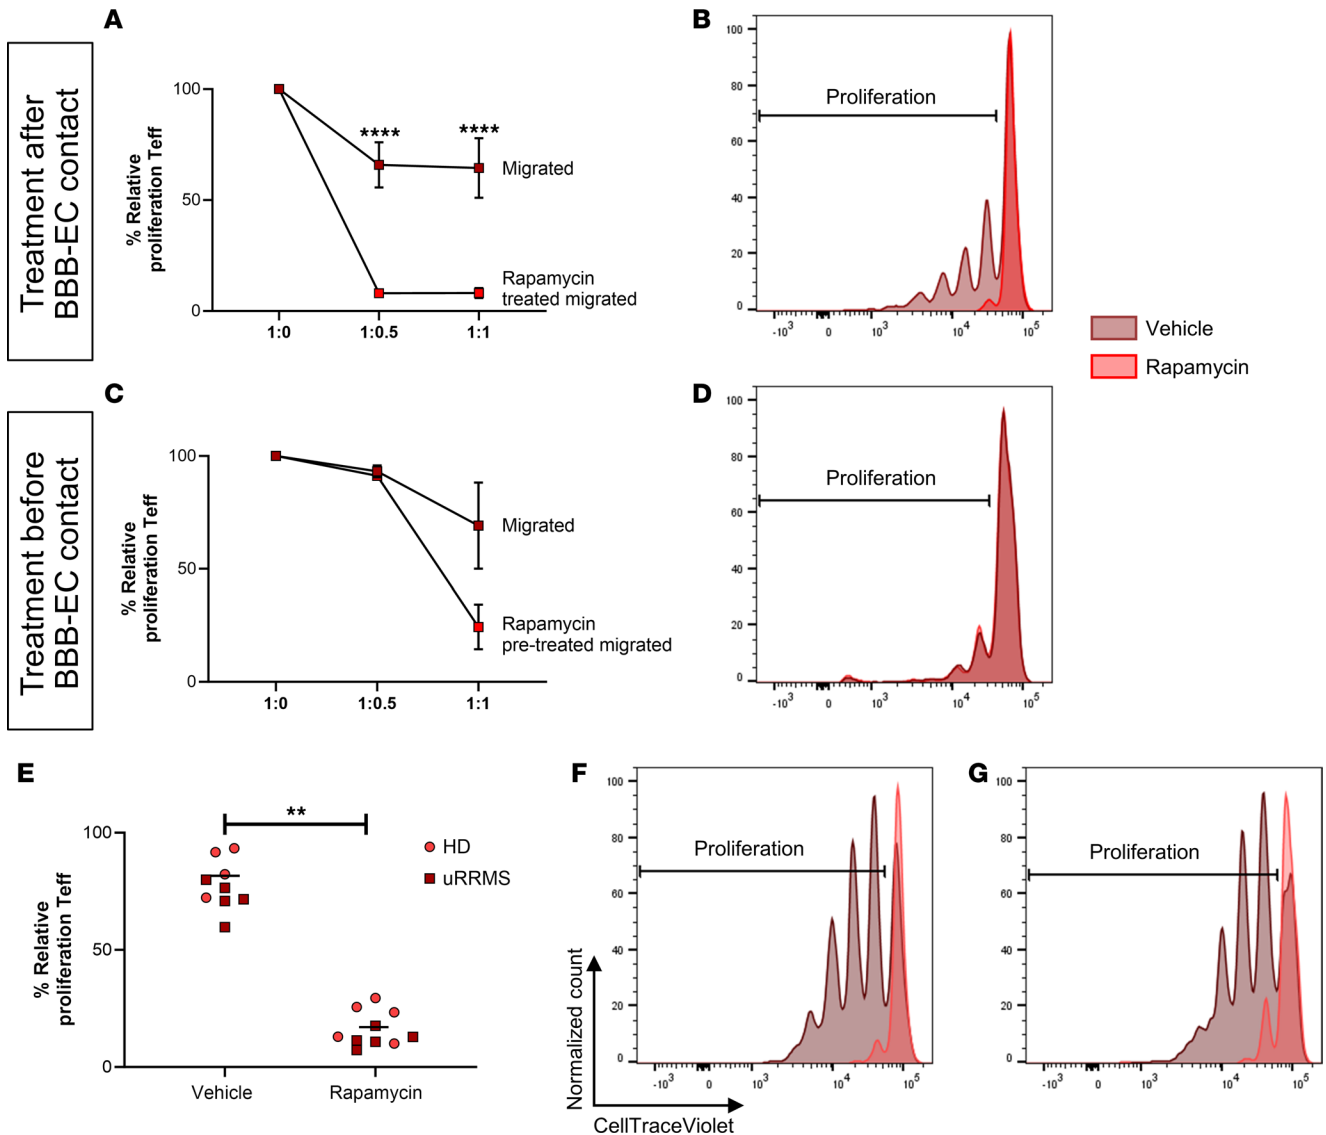 Treatment after
BBB-EC contact
A
% Relative
proliferation Teff
100
50
0
****
****
Migrated
Rapamycin
treated migrated
1:0
1:0.5
1:1
B
100
80
60
40
20
0
Proliferation
-10³
0
10³
10⁴
10⁵
Vehicle
Rapamycin
Treatment before
BBB-EC contact
C
% Relative
proliferation Teff
100
50
0
Migrated
Rapamycin
pre-treated migrated
1:0
1:0.5
1:1
D
100
80
60
40
20
0
Proliferation
-10³
0
10³
10⁴
10⁵
E
% Relative
proliferation Teff
100
50
0
**
HD
uRRMS
Vehicle
Rapamycin
F
100
80
60
40
20
0
Proliferation
-10³
0
10³
10⁴
10⁵
Normalized count
CellTraceViolet
G
100
80
60
40
20
0
Proliferation
-10³
0
10³
10⁴
10⁵